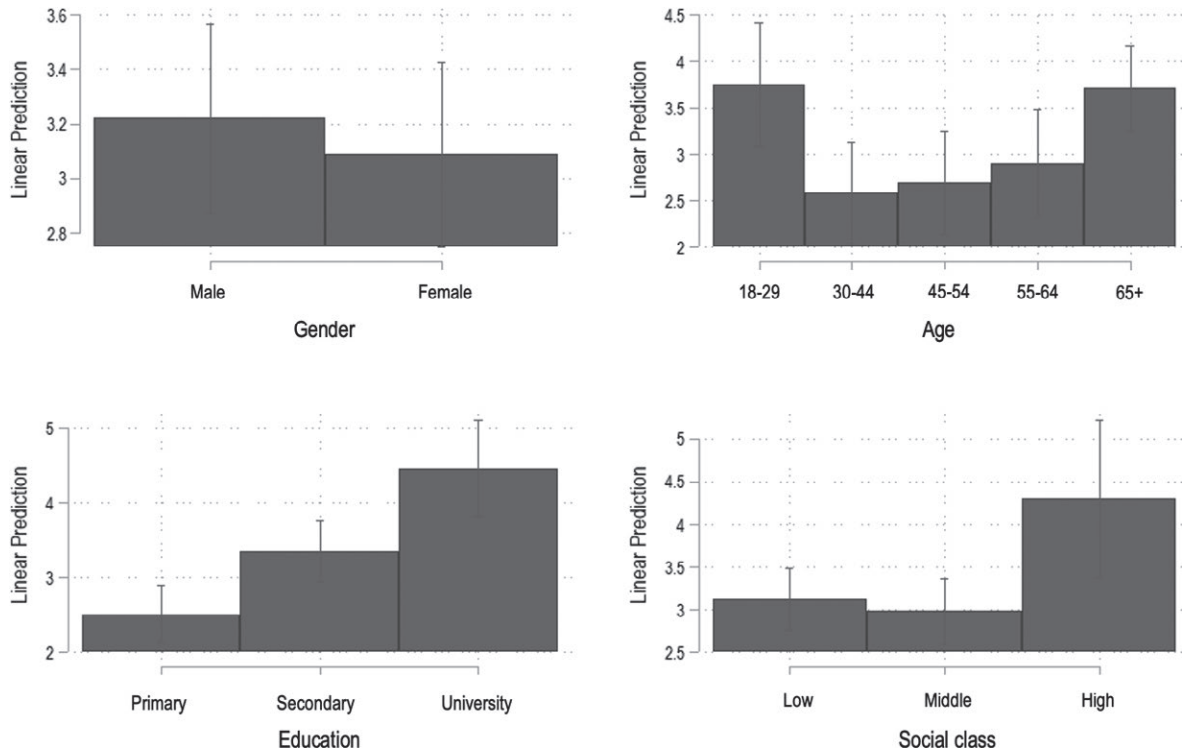 3.6
3.4
3.2
3
2.8
Linear Prediction
Male Female
Gender
4.5
4
3.5
3
2.5
2
Linear Prediction
18-29 30-44 45-54 55-64 65+
Age
5
4
3
2
Linear Prediction
Primary Secondary University
Education
5
4.5
4
3.5
3
2.5
Linear Prediction
Low Middle High
Social class